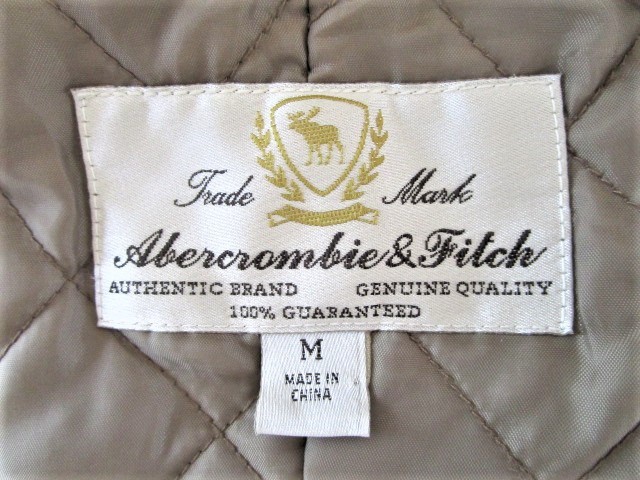 Trade Mark
Abercrombie & Fitch
AUTHENTIC BRAND GENUINE QUALITY
100% GUARANTEED
M
MADE IN
CHINA